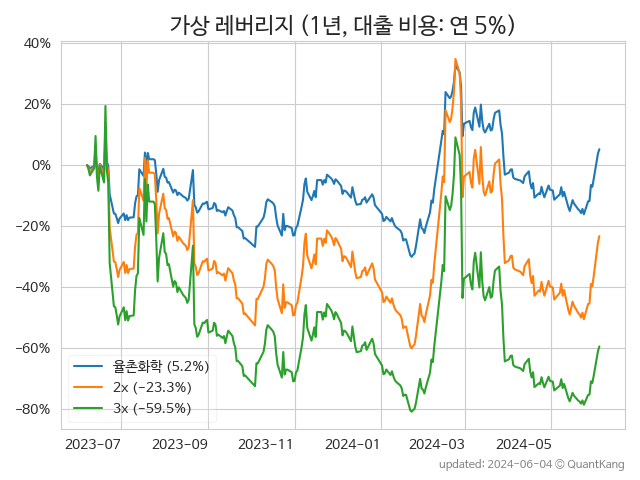 가상 레버리지 (1년, 대출 비용: 연 5%)
40%
20%
0%
−20%
−40%
−60%
−80%
율촌화학 (5.2%)
2x (−23.3%)
3x (−59.5%)
2023-07
2023-09
2023-11
2024-01
2024-03
2024-05
updated: 2024-06-04 © QuantKang